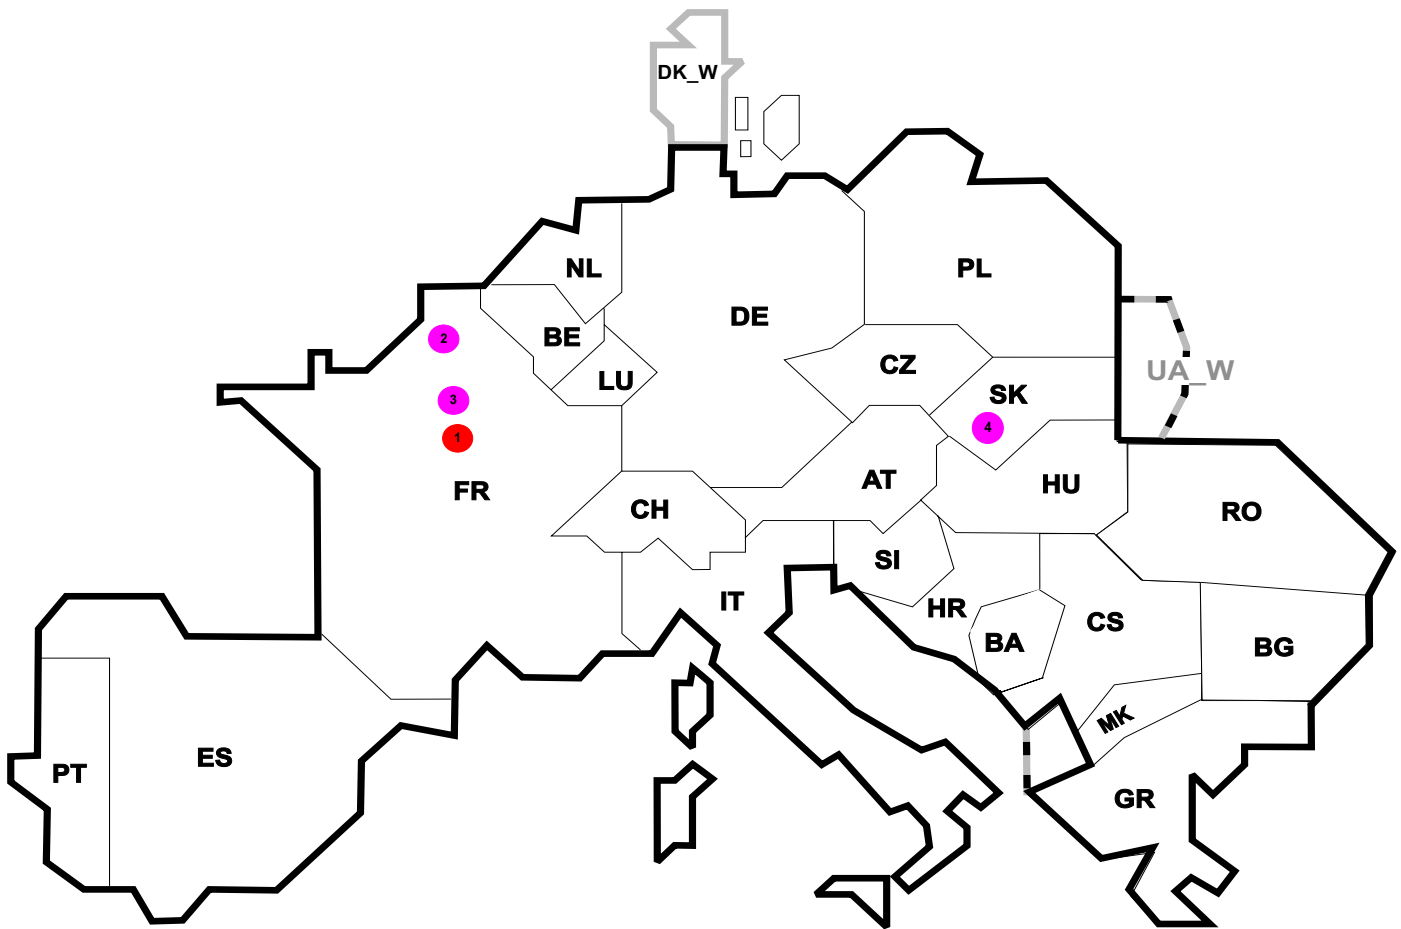 DK_W
NL
PL
DE
2
BE
CZ
UA_W
LU
SK
3
4
1
FR
AT
HU
CH
RO
SI
IT
HR
CS
BA
BG
MK
ES
PT
GR